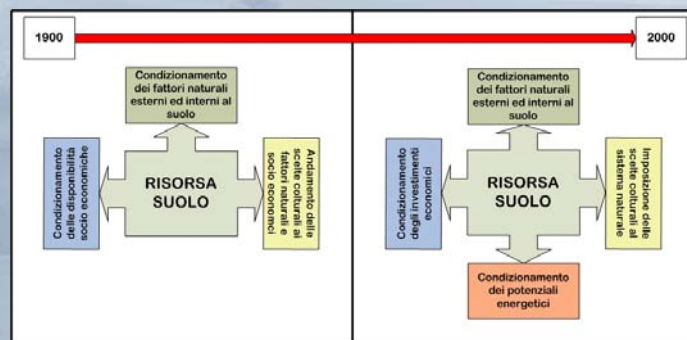 1900
2000
Condizionamento
dei fattori naturali
esterni ed interni al
suolo
Condizionamento
delle disponibilità
socio economiche
RISORSA
SUOLO
Andamento delle
scelte colturali ai
fattori naturali e
socio economci
Condizionamento
dei fattori naturali
esterni ed interni al
suolo
Condizionamento
degli investimenti
economici
RISORSA
SUOLO
Imposizione delle
scelte colturali al
sistema naturale
Condizionamento
dei potenziali
energetici